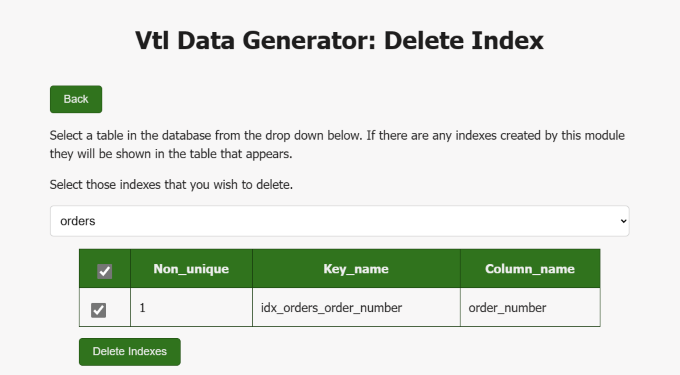 Vtl Data Generator: Delete Index
Back
Select a table in the database from the drop down below. If there are any indexes created by this module
they will be shown in the table that appears.
Select those indexes that you wish to delete.
orders
Non_unique Key_name Column_name
1 idx_orders_order_number order_number
Delete Indexes